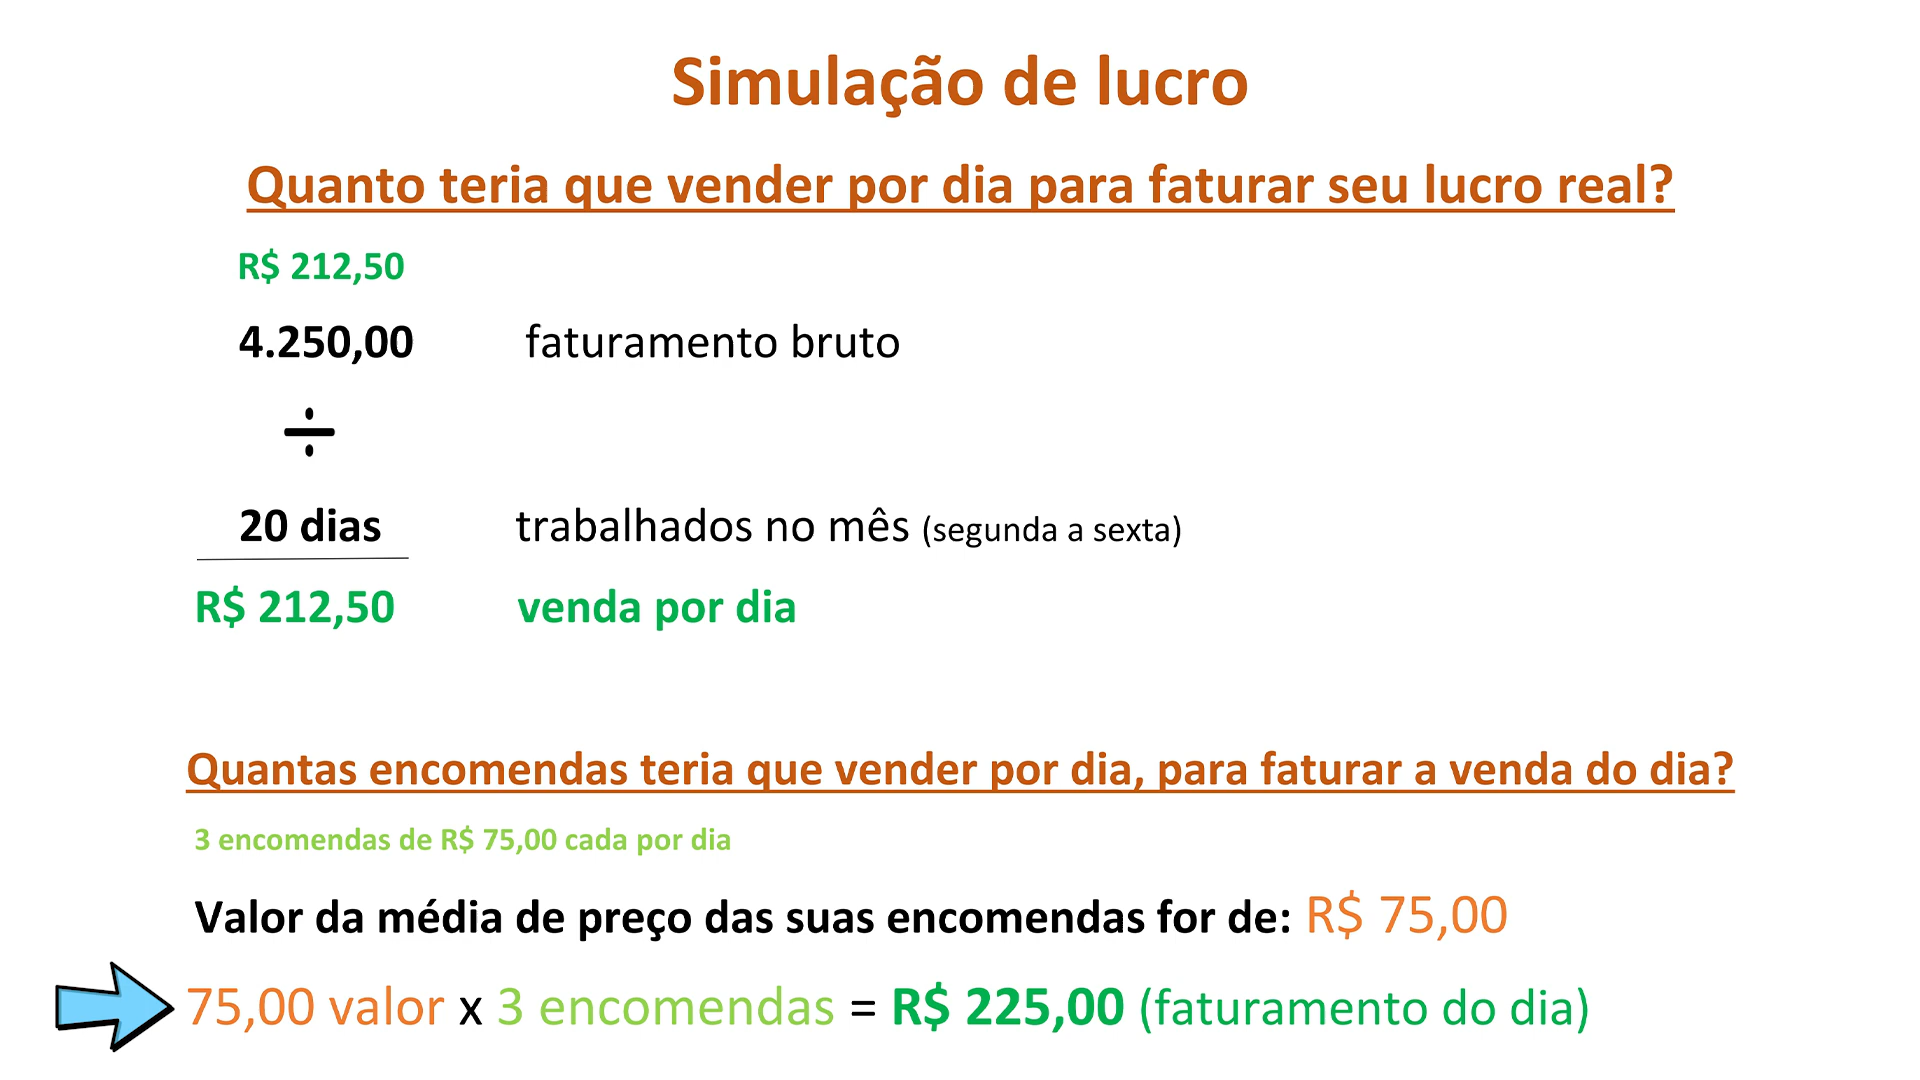 Simulação de lucro
Quanto teria que vender por dia para faturar seu lucro real?
R$ 212,50
4.250,00 faturamento bruto
÷
20 dias trabalhados no mês (segunda a sexta)
R$ 212,50 venda por dia
Quantas encomendas teria que vender por dia, para faturar a venda do dia?
3 encomendas de R$ 75,00 cada por dia
Valor da média de preço das suas encomendas for de: R$ 75,00
75,00 valor x 3 encomendas = R$ 225,00 (faturamento do dia)